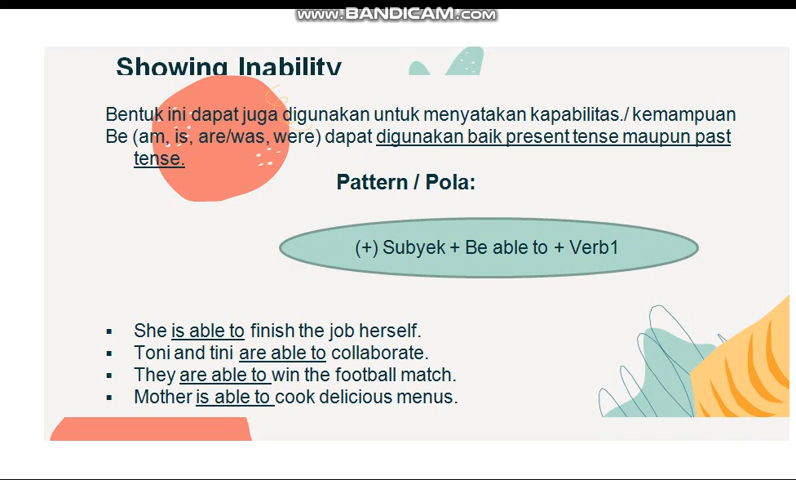 www.BANDICAM.com
Showing Inability
Bentuk ini dapat juga digunakan untuk menyatakan kapabilitas./ kemampuan
Be (am, is, are/was, were) dapat digunakan baik present tense maupun past
tense.
Pattern / Pola:
(+) Subyek + Be able to + Verb1
▪ She is able to finish the job herself.
▪ Toni and tini are able to collaborate.
▪ They are able to win the football match.
▪ Mother is able to cook delicious menus.